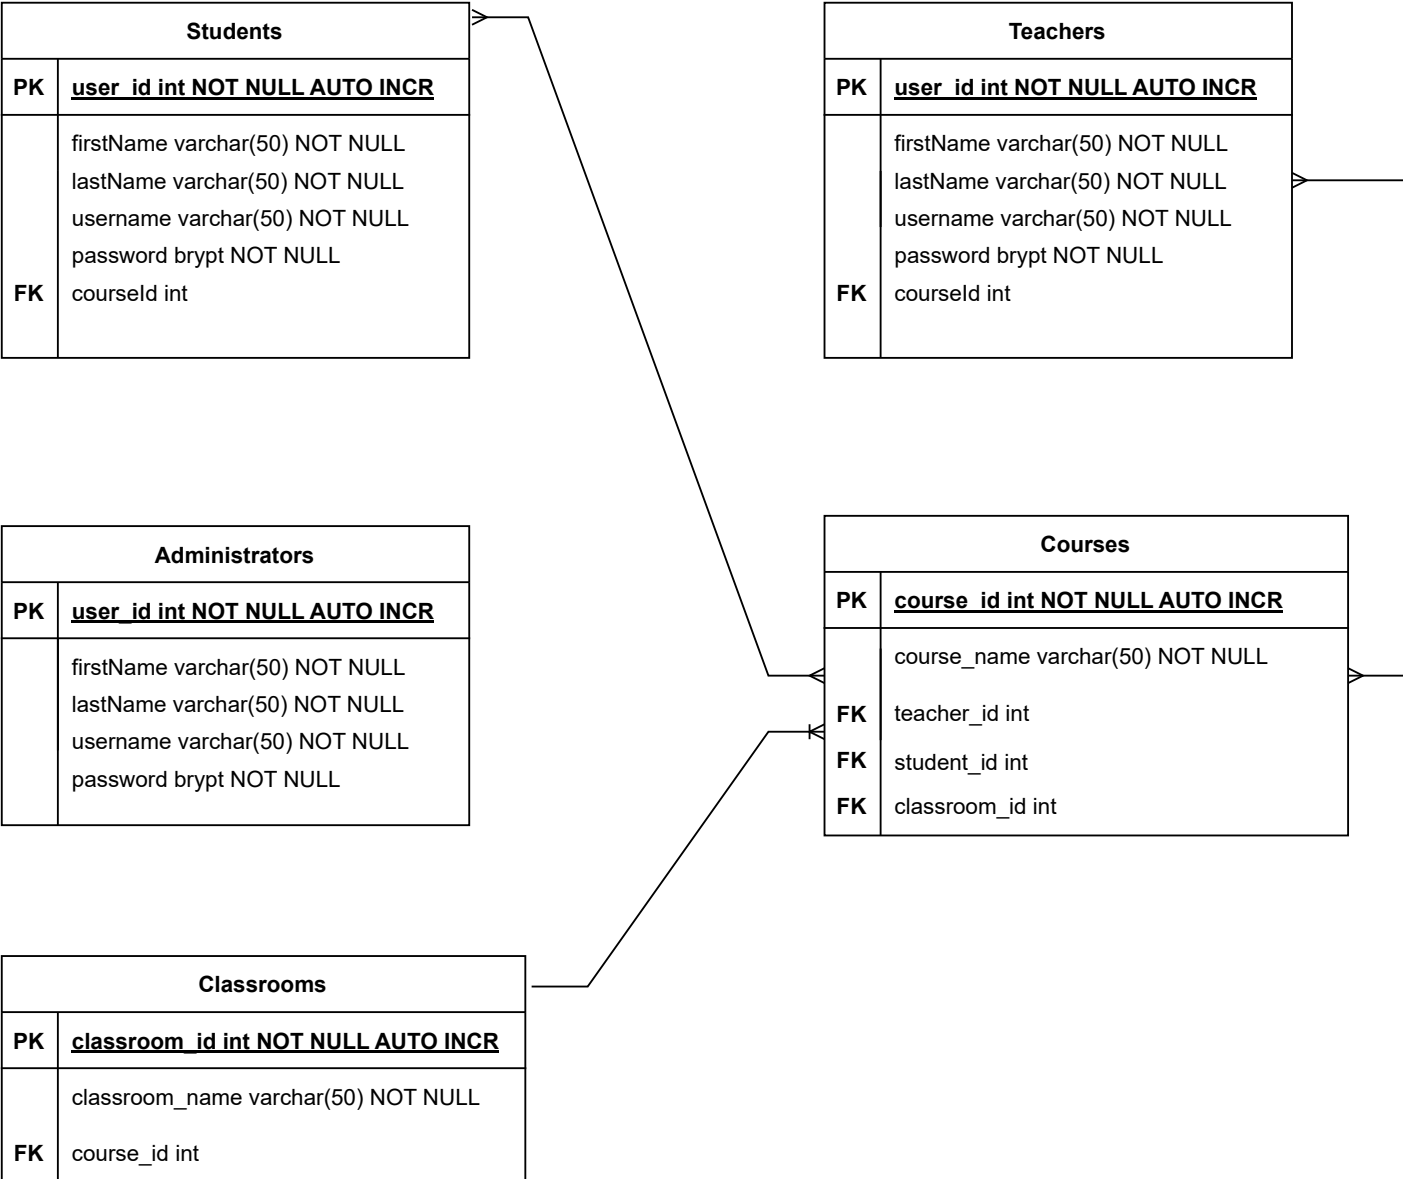 Students
PK user_id int NOT NULL AUTO INCR
firstName varchar(50) NOT NULL
lastName varchar(50) NOT NULL
username varchar(50) NOT NULL
password brypt NOT NULL
FK courseId int
Teachers
PK user_id int NOT NULL AUTO INCR
firstName varchar(50) NOT NULL
lastName varchar(50) NOT NULL
username varchar(50) NOT NULL
password brypt NOT NULL
FK courseId int
Administrators
PK user_id int NOT NULL AUTO INCR
firstName varchar(50) NOT NULL
lastName varchar(50) NOT NULL
username varchar(50) NOT NULL
password brypt NOT NULL
Courses
PK course_id int NOT NULL AUTO INCR
course_name varchar(50) NOT NULL
FK teacher_id int
FK student_id int
FK classroom_id int
Classrooms
PK classroom_id int NOT NULL AUTO INCR
classroom_name varchar(50) NOT NULL
FK course_id int